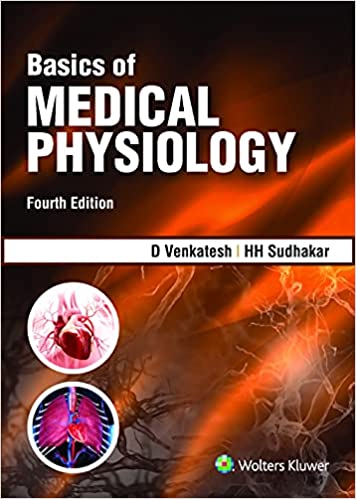 Basics of
MEDICAL
PHYSIOLOGY
Fourth Edition
D Venkatesh | HH Sudhakar
Wolters Kluwer